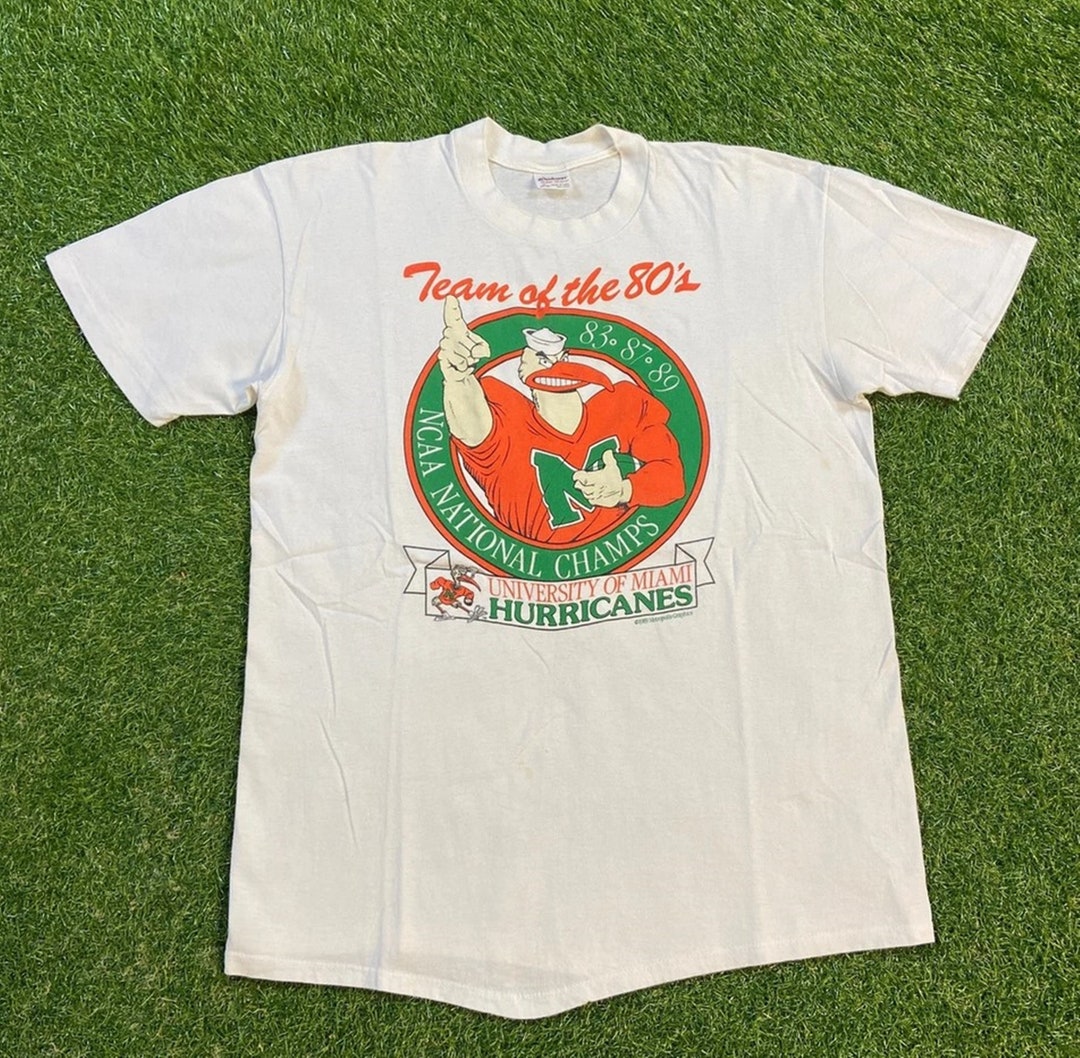 Team of the 80's
83• 87• 89
M
NCAA NATIONAL CHAMPS
UNIVERSITY OF MIAMI
HURRICANES